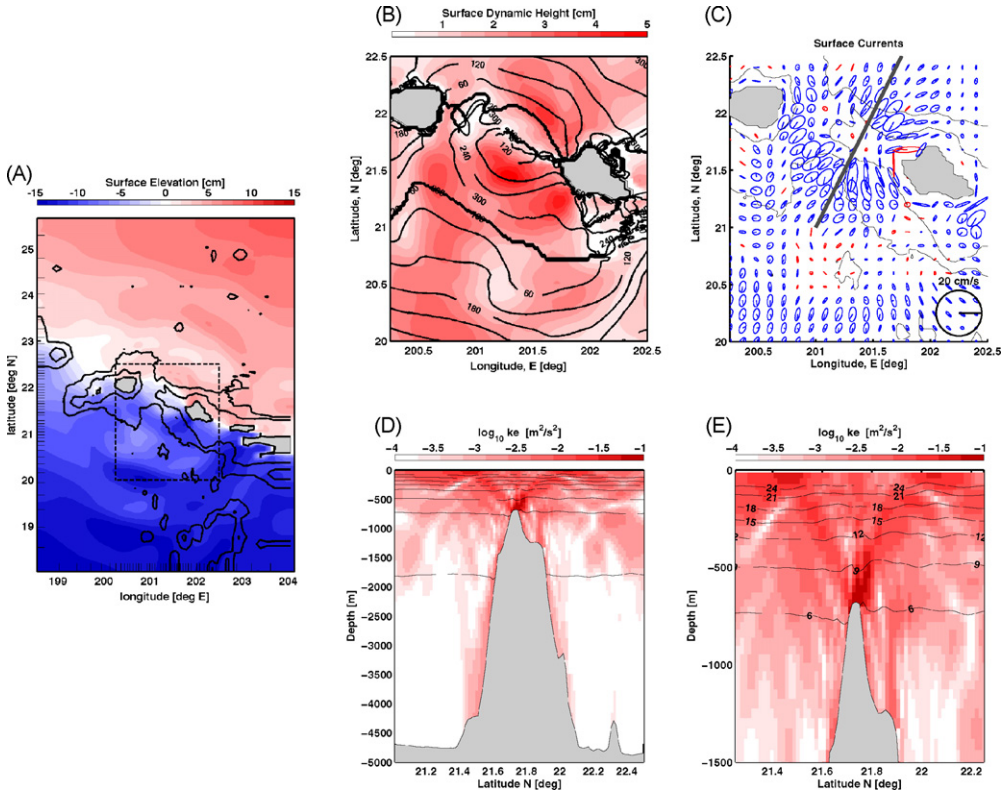 (A)
Surface Elevation [cm]
−15 −10 −5 0 5 10 15
latitude [deg N]
25
24
23
22
21
20
19
199 200 201 202 203 204
longitude [deg E]
(B)
Surface Dynamic Height [cm]
1 2 3 4 5
Latitude, N [deg]
22.5
22
21.5
21
20.5
20
200.5 201 201.5 202 202.5
Longitude, E [deg]
120
60
300
180
300
120
240
300
60
240
120
60
180
(C)
Surface Currents
Latitude, N [deg]
22.5
22
21.5
21
20.5
20
20 cm/s
200.5 201 201.5 202 202.5
Longitude, E [deg]
(D)
log10 ke [m2/s2]
−4 −3.5 −3 −2.5 −2 −1.5 −1
Depth [m]
0
−500
−1000
−1500
−2000
−2500
−3000
−3500
−4000
−4500
−5000
21.2 21.4 21.6 21.8 22 22.2 22.4
Latitude N [deg]
(E)
log10 ke [m2/s2]
−4 −3.5 −3 −2.5 −2 −1.5 −1
Depth [m]
0
−500
−1000
−1500
24 24
21 21
18 18
15 15
12 12
9 9
6 6
21.4 21.6 21.8 22 22.2
Latitude N [deg]